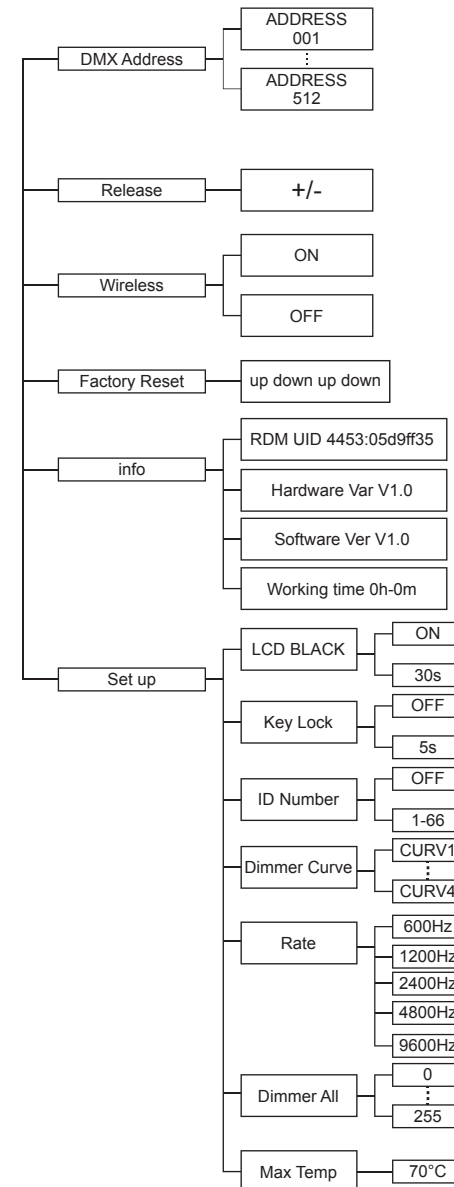 DMX Address
ADDRESS
001
ADDRESS
512
Release
+/-
Wireless
ON
OFF
Factory Reset
up down up down
info
RDM UID 4453:05d9ff35
Hardware Var V1.0
Software Ver V1.0
Working time 0h-0m
Set up
LCD BLACK
ON
30s
Key Lock
OFF
5s
ID Number
OFF
1-66
Dimmer Curve
CURV1
CURV4
Rate
600Hz
1200Hz
2400Hz
4800Hz
9600Hz
Dimmer All
0
255
Max Temp
70°C